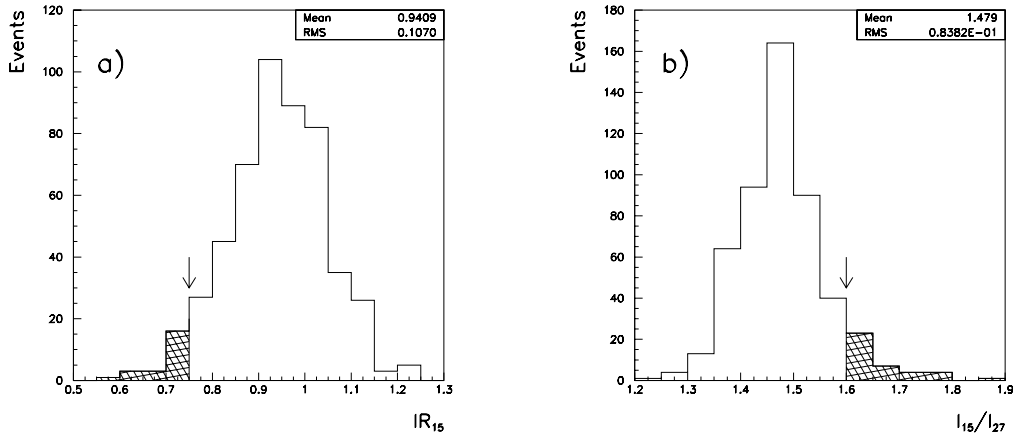 Mean 0.9409
RMS 0.1070
Events
a)
120
100
80
60
40
20
0
0.5 0.6 0.7 0.8 0.9 1 1.1 1.2 1.3
IR15
Mean 1.479
RMS 0.8382E-01
Events
b)
180
160
140
120
100
80
60
40
20
0
1.2 1.3 1.4 1.5 1.6 1.7 1.8 1.9
I15/I27